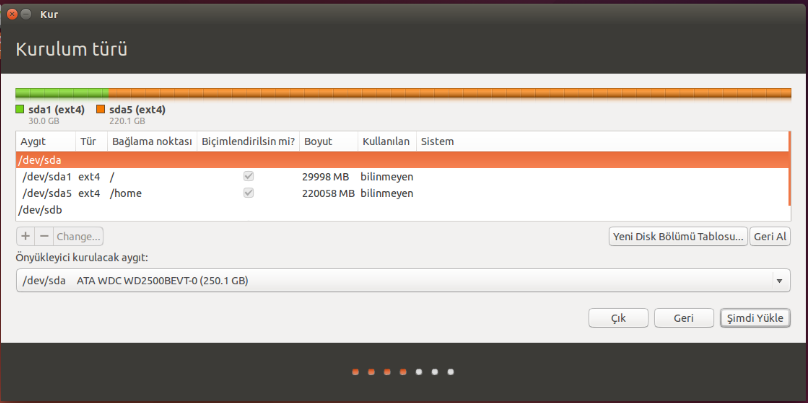 Kur
Kurulum türü
sda1 (ext4) sda5 (ext4)
30.0 GB 220.1 GB
Aygıt Tür Bağlama noktası Biçimlendirilsin mi? Boyut Kullanılan Sistem
/dev/sda
/dev/sda1 ext4 / 29998 MB bilinmeyen
/dev/sda5 ext4 /home 220058 MB bilinmeyen
/dev/sdb
+ − Change... Yeni Disk Bölümü Tablosu... Geri Al
Önyükleyici kurulacak aygıt:
/dev/sda ATA WDC WD2500BEVT-0 (250.1 GB)
Çık Geri Şimdi Yükle